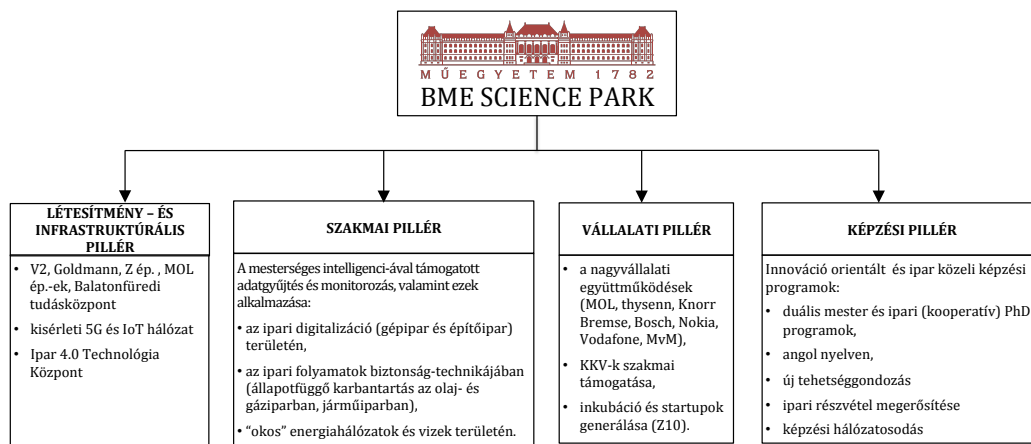 MŰEGYETEM 1782
BME SCIENCE PARK
LÉTESÍTMÉNY – ÉS
INFRASTRUKTÚRÁLIS
PILLÉR
• V2, Goldmann, Z ép. , MOL
ép.-ek, Balatonfüredi
tudásközpont
• kisérleti 5G és IoT hálózat
• Ipar 4.0 Technológia
Központ
SZAKMAI PILLÉR
A mesterséges intelligenci-ával támogatott
adatgyűjtés és monitorozás, valamint ezek
alkalmazása:
• az ipari digitalizáció (gépipar és építőipar)
területén,
• az ipari folyamatok biztonság-technikájában
(állapotfüggő karbantartás az olaj- és
gáziparban, járműiparban),
• “okos” energiahálózatok és vizek területén.
VÁLLALATI PILLÉR
• a nagyvállalati
együttműködések
(MOL, thysenn, Knorr
Bremse, Bosch, Nokia,
Vodafone, MvM),
• KKV-k szakmai
támogatása,
• inkubáció és startupok
generálása (Z10).
KÉPZÉSI PILLÉR
Innováció orientált és ipar közeli képzési
programok:
• duális mester és ipari (kooperatív) PhD
programok,
• angol nyelven,
• új tehetséggondozás
• ipari részvétel megerősítése
• képzési hálózatosodás